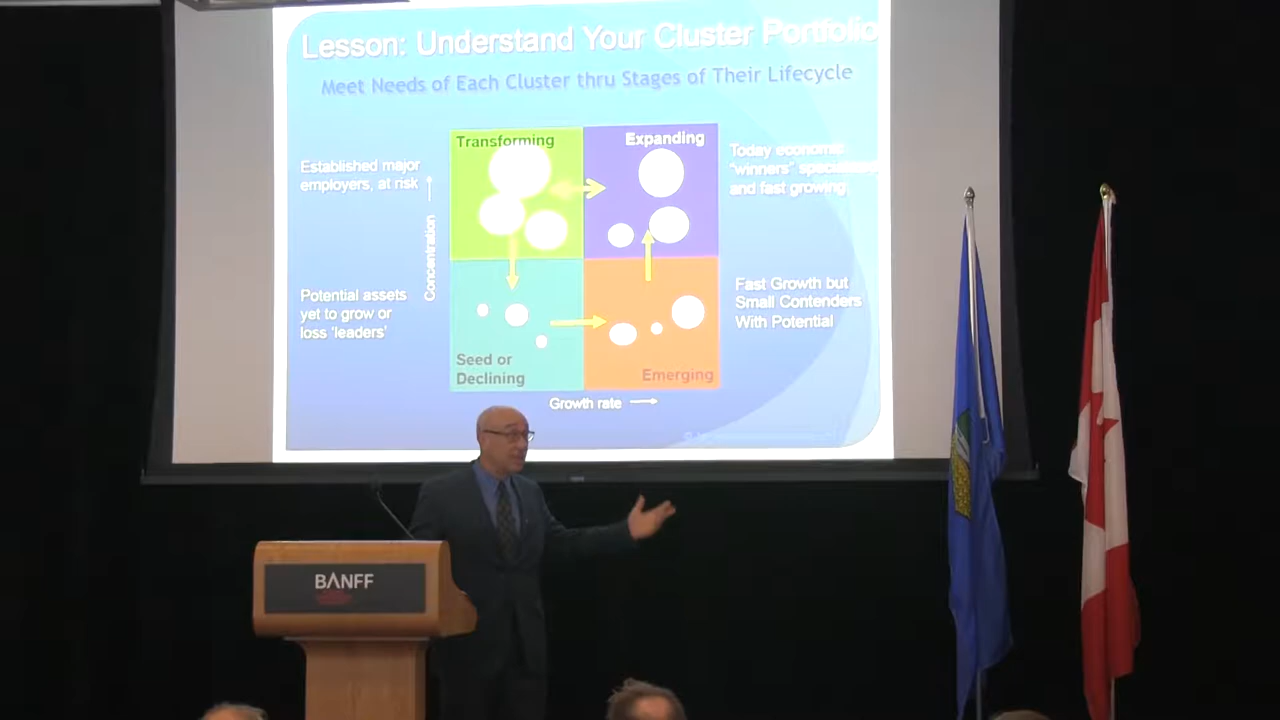 Lesson: Understand Your Cluster Portfolio
Meet Needs of Each Cluster thru Stages of Their Lifecycle
Established major
employers, at risk
Transforming
Expanding
Today economic
"winners" specialized
and fast growing
Concentration
Potential assets
yet to grow or
loss 'leaders'
Seed or
Declining
Emerging
Fast Growth but
Small Contenders
With Potential
Growth rate
BANFF